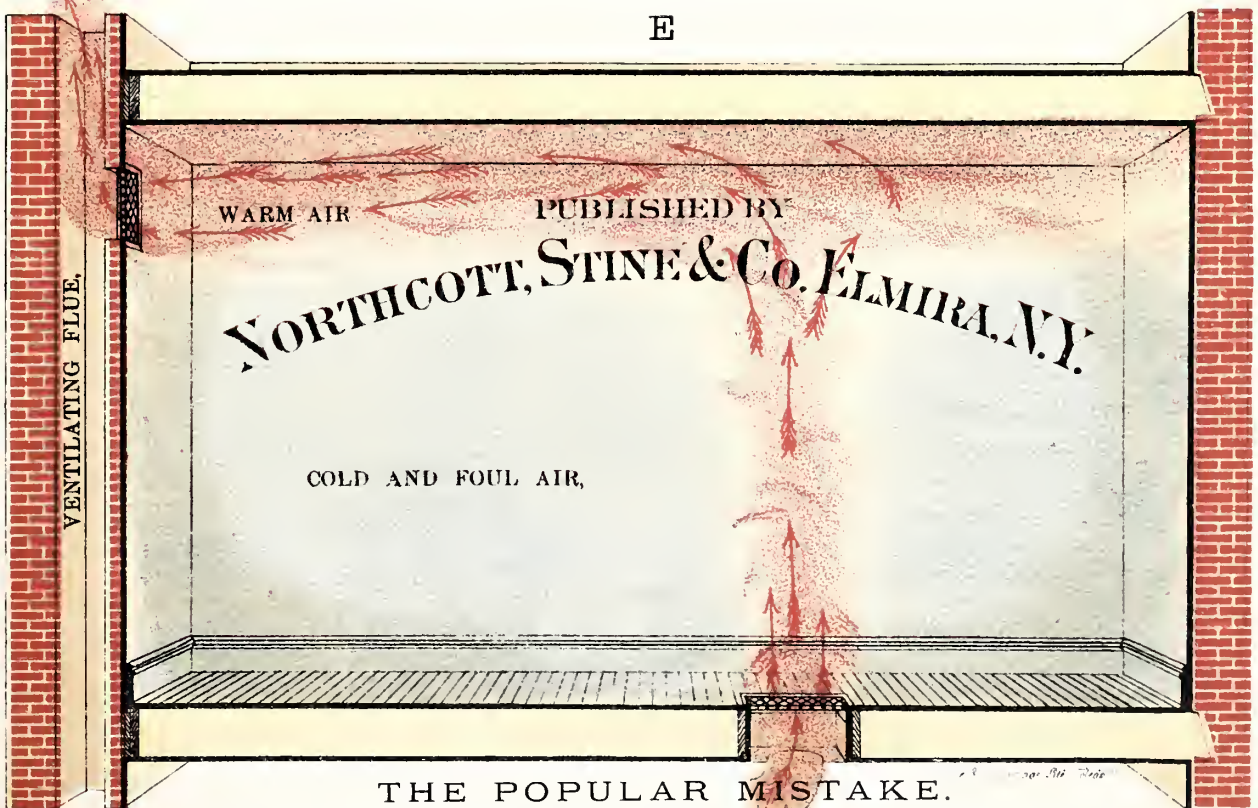 E
WARM AIR
PUBLISHED BY
NORTHCOTT, STINE & CO. ELMIRA, N.Y.
VENTILATING FLUE.
COLD AND FOUL AIR,
THE POPULAR MISTAKE.